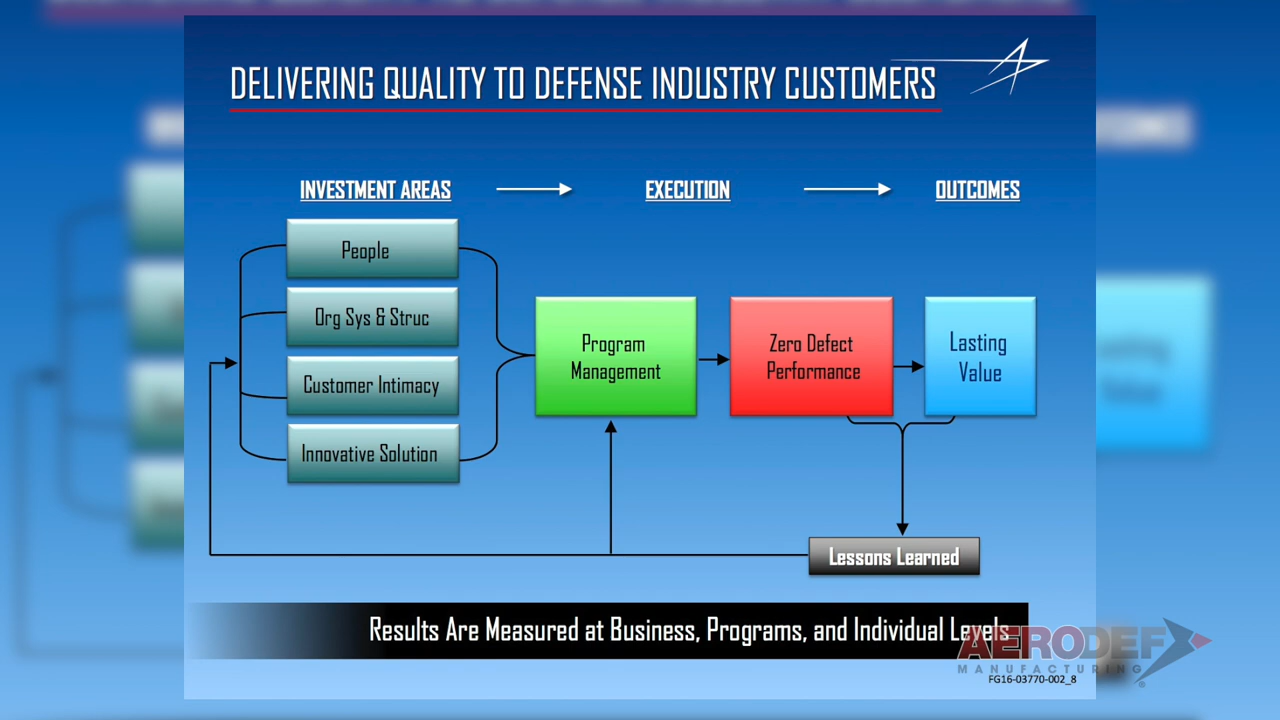 DELIVERING QUALITY TO DEFENSE INDUSTRY CUSTOMERS
INVESTMENT AREAS
EXECUTION
OUTCOMES
People
Org Sys & Struc
Customer Intimacy
Innovative Solution
Program
Management
Zero Defect
Performance
Lasting
Value
Lessons Learned
Results Are Measured at Business, Programs, and Individual Levels
AERODEF
MANUFACTURING
®
FG16-03770-002_8